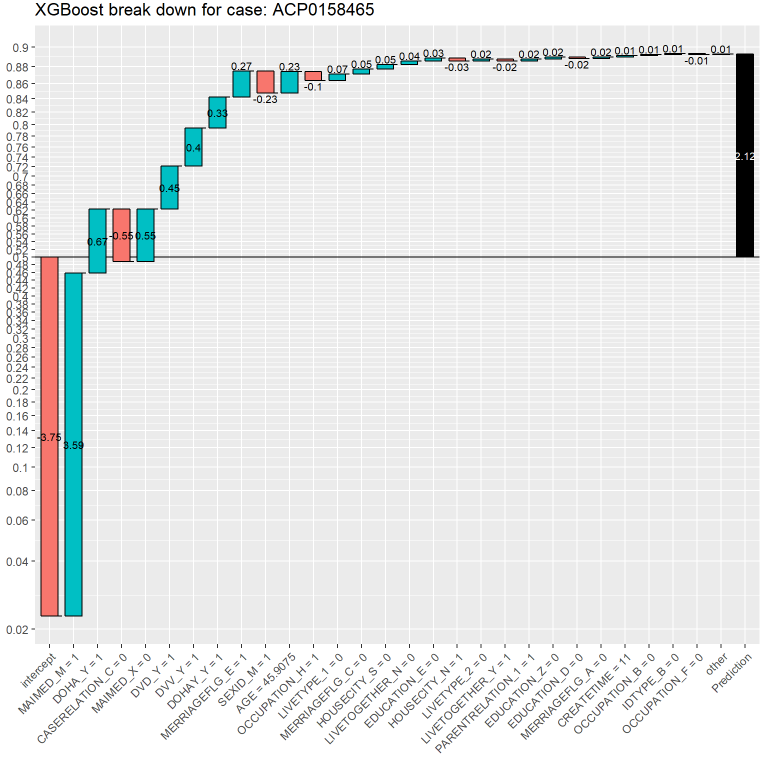 XGBoost break down for case: ACP0158465
0.9
0.88
0.86
0.84
0.82
0.8
0.78
0.76
0.74
0.72
0.7
0.68
0.66
0.64
0.62
0.6
0.58
0.56
0.54
0.52
0.5
0.48
0.46
0.44
0.42
0.4
0.38
0.36
0.34
0.32
0.3
0.28
0.26
0.24
0.22
0.2
0.18
0.16
0.14
0.12
0.1
0.08
0.06
0.04
0.02
-3.75
3.59
0.67
-0.55
0.55
0.45
0.4
0.33
0.27
-0.23
0.23
-0.1
0.07
0.05
0.05
0.04
0.03
-0.03
0.02
-0.02
0.02
0.02
-0.02
0.02
0.01
0.01
0.01
-0.01
0.01
2.12
intercept
MAIMED_M = 1
DOHA_Y = 1
CASERELATION_C = 0
MAIMED_X = 0
DVD_Y = 1
DVV_Y = 1
DOHAY_Y = 1
MERRIAGEFLG_E = 1
SEXID_M = 1
AGE = 45.9075
OCCUPATION_H = 1
LIVETYPE_1 = 0
MERRIAGEFLG_C = 0
HOUSECITY_S = 0
LIVETOGETHER_N = 0
EDUCATION_E = 0
HOUSECITY_N = 1
LIVETYPE_2 = 0
LIVETOGETHER_Y = 1
PARENTRELATION_1 = 1
EDUCATION_Z = 0
EDUCATION_D = 0
MERRIAGEFLG_A = 0
CREATETIME = 11
OCCUPATION_B = 0
IDTYPE_B = 0
OCCUPATION_F = 0
other
Prediction